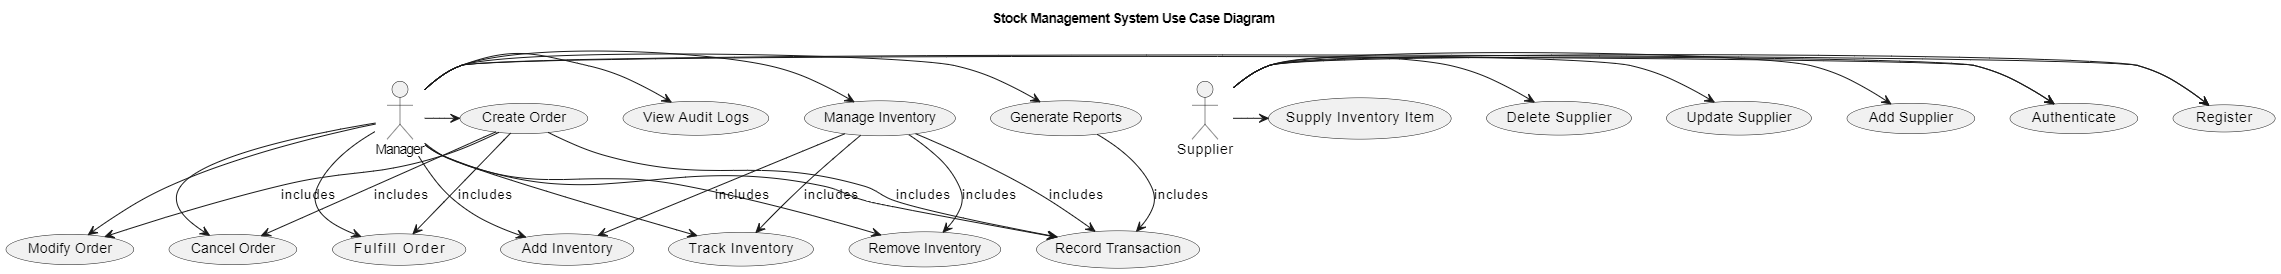 Stock Management System Use Case Diagram
Create Order
View Audit Logs
Manage Inventory
Generate Reports
Supply Inventory Item
Delete Supplier
Update Supplier
Add Supplier
Authenticate
Register
Manager
Supplier
includes
includes
includes
includes
includes
includes
includes
includes
includes
Modify Order
Cancel Order
Fulfill Order
Add Inventory
Track Inventory
Remove Inventory
Record Transaction